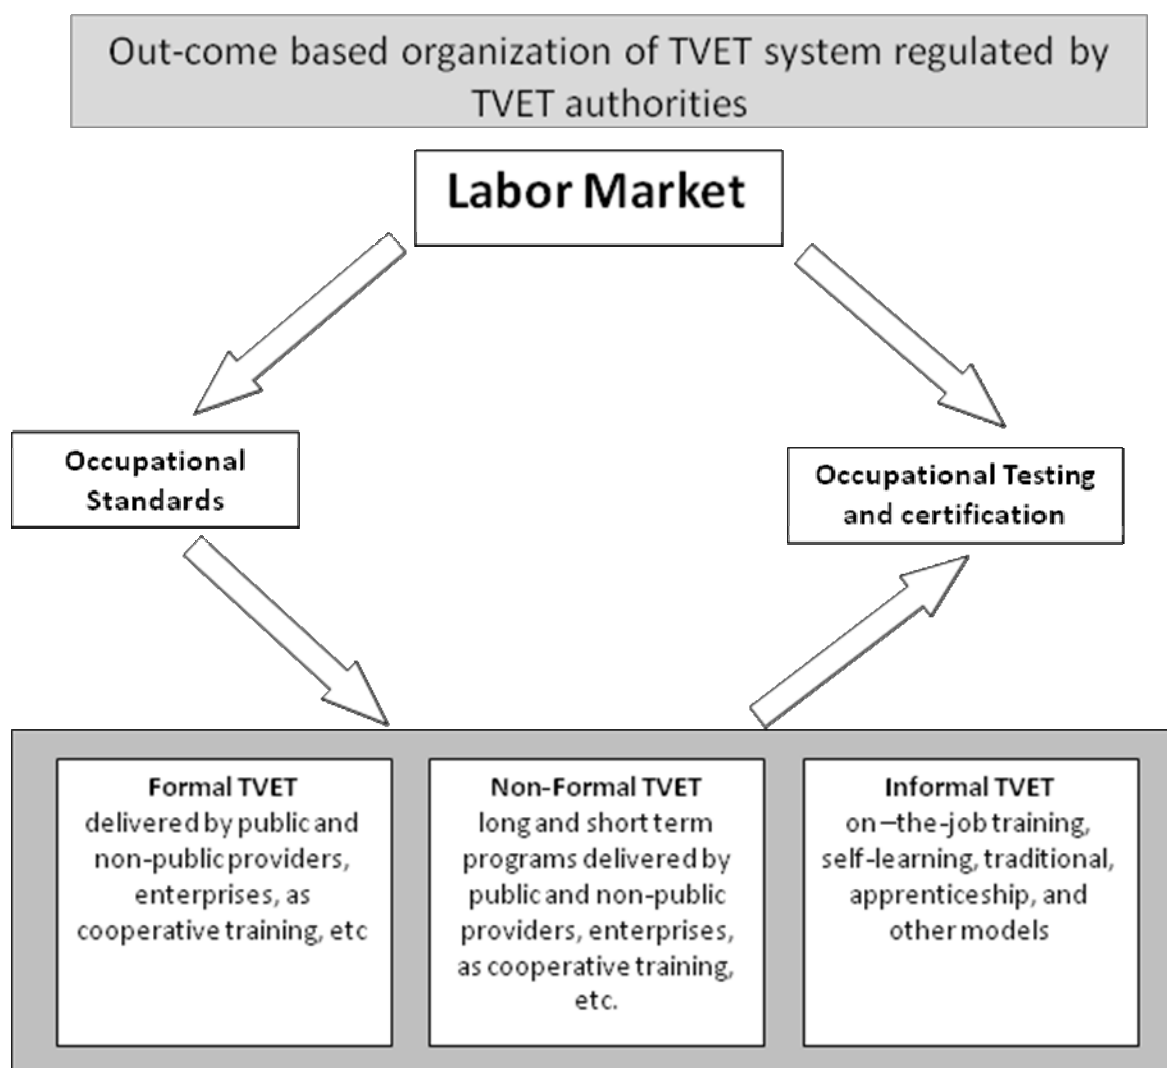 Out-come based organization of TVET system regulated by
TVET authorities
Labor Market
Occupational
Standards
Occupational Testing
and certification
Formal TVET
delivered by public and
non-public providers,
enterprises, as
cooperative training, etc
Non-Formal TVET
long and short term
programs delivered by
public and non-public
providers, enterprises,
as cooperative training,
etc.
Informal TVET
on–the-job training,
self-learning, traditional,
apprenticeship, and
other models